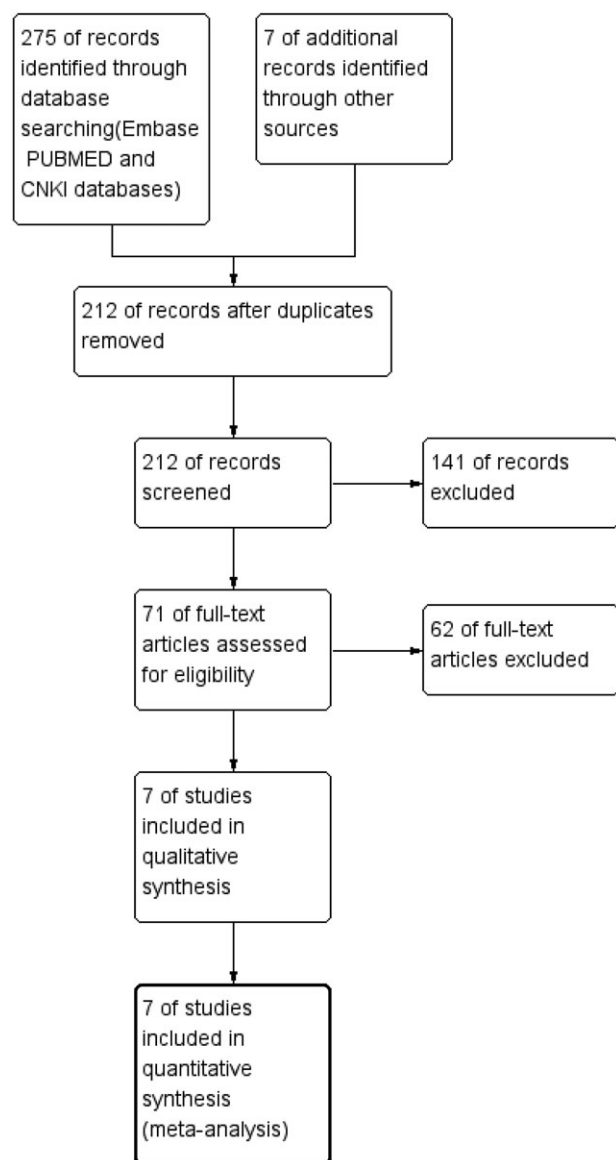 275 of records
identified through
database
searching(Embase
PUBMED and
CNKI databases)
7 of additional
records identified
through other
sources
212 of records after duplicates
removed
212 of records
screened
141 of records
excluded
71 of full-text
articles assessed
for eligibility
62 of full-text
articles excluded
7 of studies
included in
qualitative
synthesis
7 of studies
included in
quantitative
synthesis
(meta-analysis)